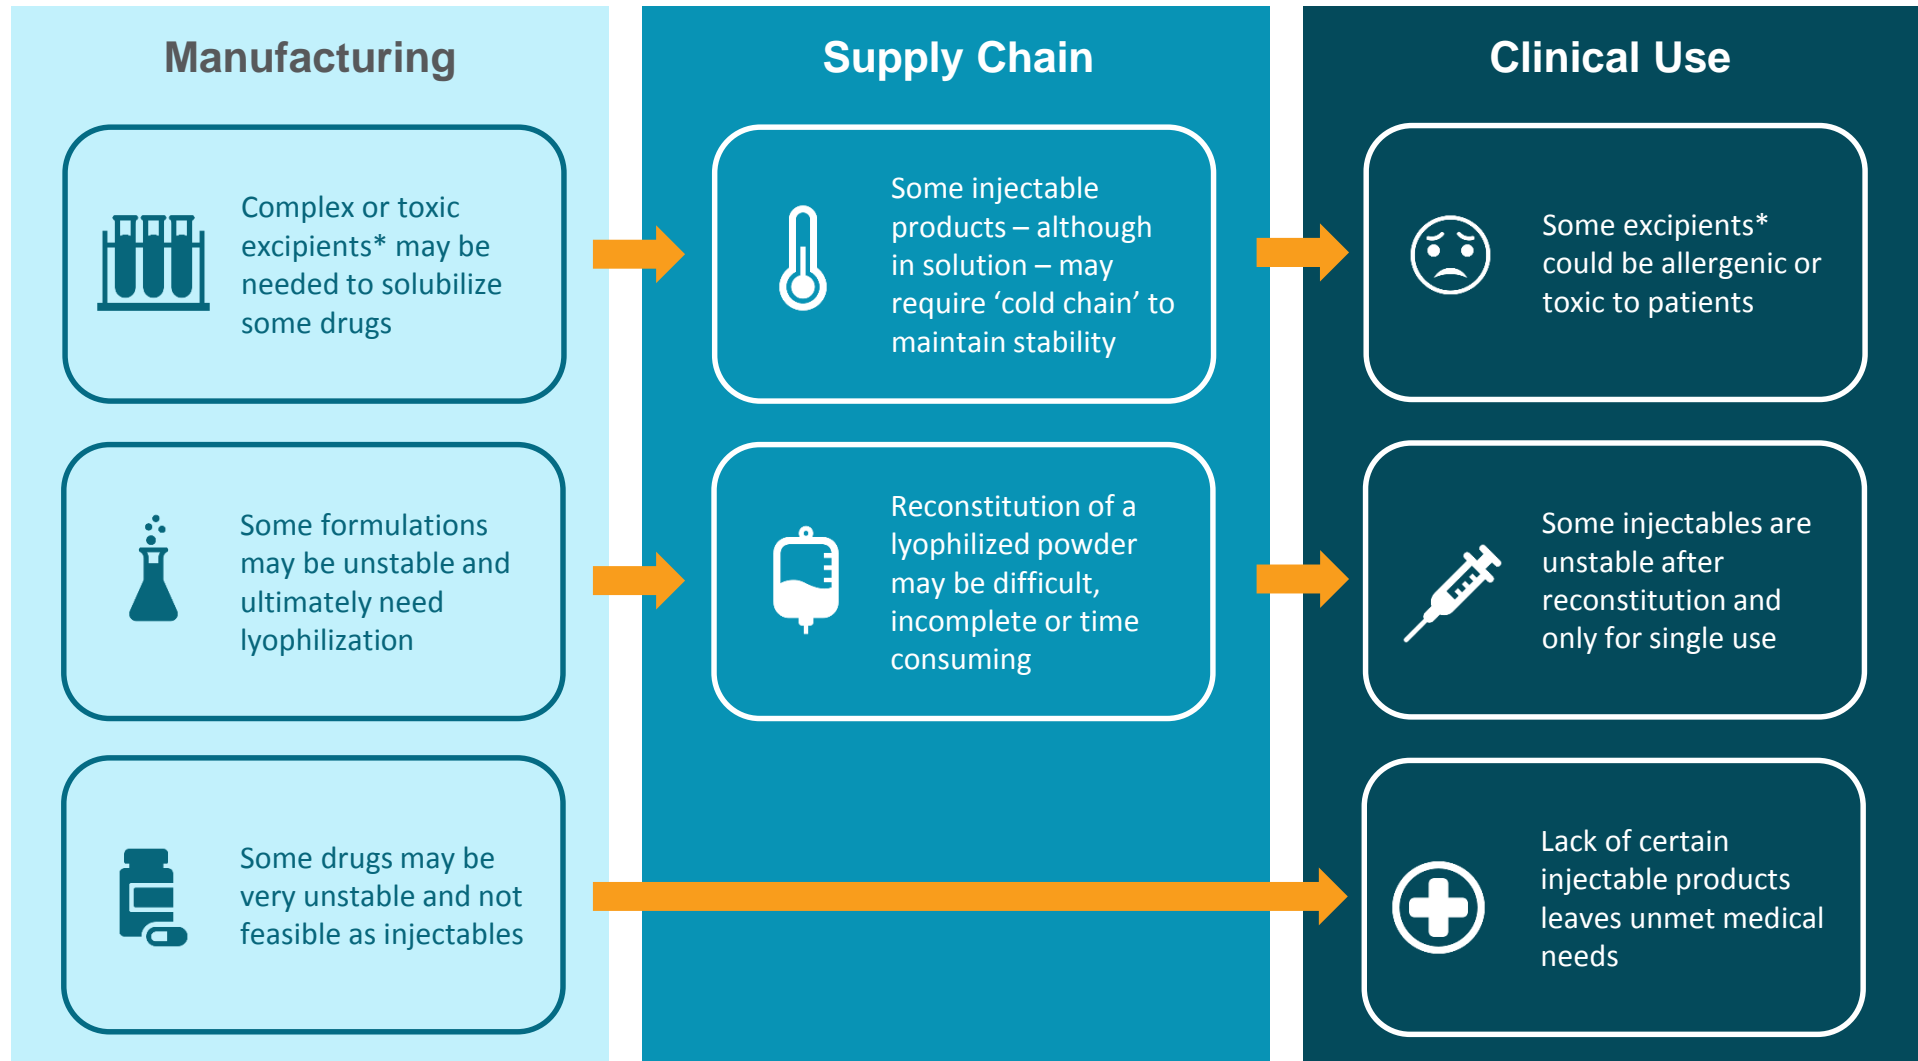 Manufacturing
Complex or toxic
excipients* may be
needed to solubilize
some drugs
Some formulations
may be unstable and
ultimately need
lyophilization
Some drugs may be
very unstable and not
feasible as injectables
Supply Chain
Some injectable
products – although
in solution – may
require ‘cold chain’ to
maintain stability
Reconstitution of a
lyophilized powder
may be difficult,
incomplete or time
consuming
Clinical Use
Some excipients*
could be allergenic or
toxic to patients
Some injectables are
unstable after
reconstitution and
only for single use
Lack of certain
injectable products
leaves unmet medical
needs